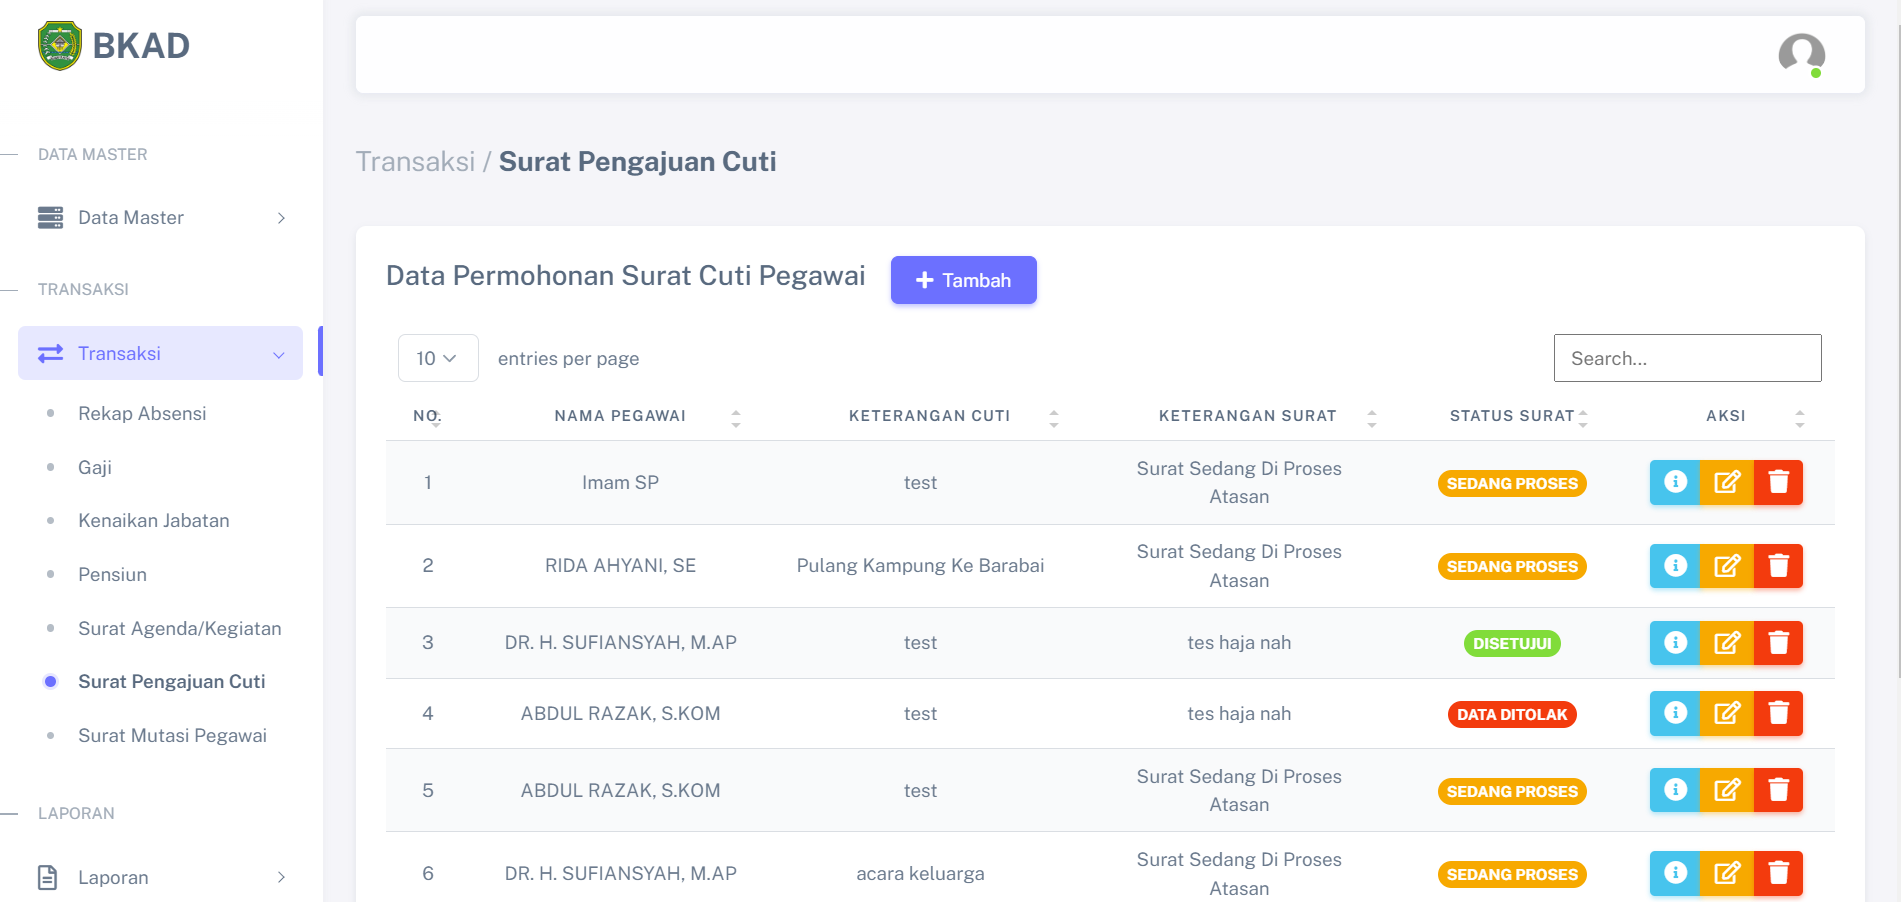 BKAD
DATA MASTER
Data Master
TRANSAKSI
Transaksi
Rekap Absensi
Gaji
Kenaikan Jabatan
Pensiun
Surat Agenda/Kegiatan
Surat Pengajuan Cuti
Surat Mutasi Pegawai
LAPORAN
Laporan
Transaksi / Surat Pengajuan Cuti
Data Permohonan Surat Cuti Pegawai
Tambah
10 entries per page
Search...
NO. NAMA PEGAWAI KETERANGAN CUTI KETERANGAN SURAT STATUS SURAT AKSI
1 Imam SP test Surat Sedang Di Proses Atasan SEDANG PROSES
2 RIDA AHYANI, SE Pulang Kampung Ke Barabai Surat Sedang Di Proses Atasan SEDANG PROSES
3 DR. H. SUFIANSYAH, M.AP test tes haja nah DISETUJUI
4 ABDUL RAZAK, S.KOM test tes haja nah DATA DITOLAK
5 ABDUL RAZAK, S.KOM test Surat Sedang Di Proses Atasan SEDANG PROSES
6 DR. H. SUFIANSYAH, M.AP acara keluarga Surat Sedang Di Proses Atasan SEDANG PROSES